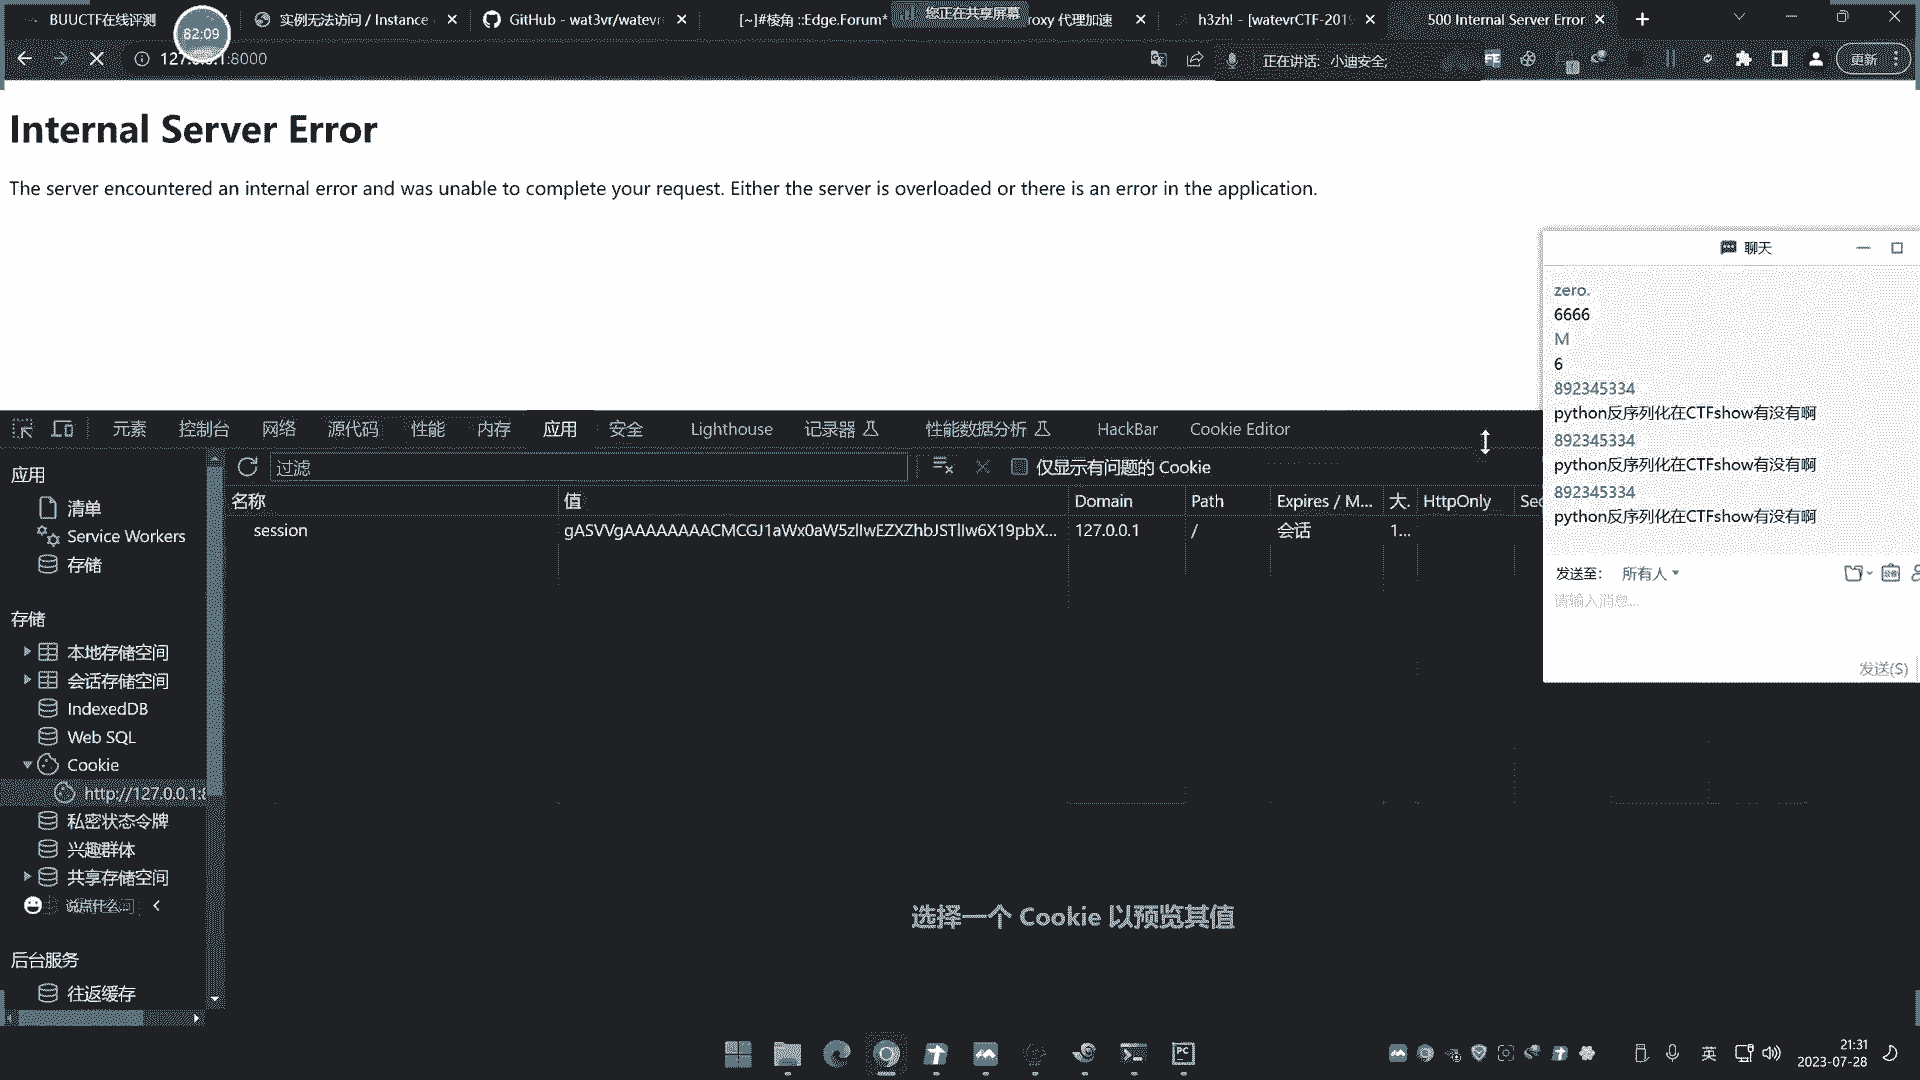 BUUCTF在线评测
实例无法访问 / Instance
GitHub - wat3vr/watevr
[~]#棱角 ::Edge.Forum*
您正在共享屏幕
roxy 代理加速
h3zh! - [watevrCTF-2019
500 Internal Server Error
82:09
:8000
正在讲话: 小迪安全;
更新
Internal Server Error
The server encountered an internal error and was unable to complete your request. Either the server is overloaded or there is an error in the application.
聊天
zero.
6666
M
6
892345334
python反序列化在CTFshow有没有啊
892345334
python反序列化在CTFshow有没有啊
892345334
python反序列化在CTFshow有没有啊
发送至: 所有人
请输入消息...
发送(S)
元素 控制台 网络 源代码 性能 内存 应用 安全 Lighthouse 记录器 性能数据分析 HackBar Cookie Editor
应用
过滤
仅显示有问题的 Cookie
名称 值 Domain Path Expires / M... 大. HttpOnly Sec
session gASVVgAAAAAAAACMCGJ1aWx0aW5zlIwEZXZhbJSTlIw6X19pbX... 127.0.0.1 / 会话 1...
清单
Service Workers
存储
存储
本地存储空间
会话存储空间
IndexedDB
Web SQL
Cookie
http://127.0.0.1:8
私密状态令牌
兴趣群体
共享存储空间
说点什么...
选择一个 Cookie 以预览其值
后台服务
往返缓存
英
21:31
2023-07-28